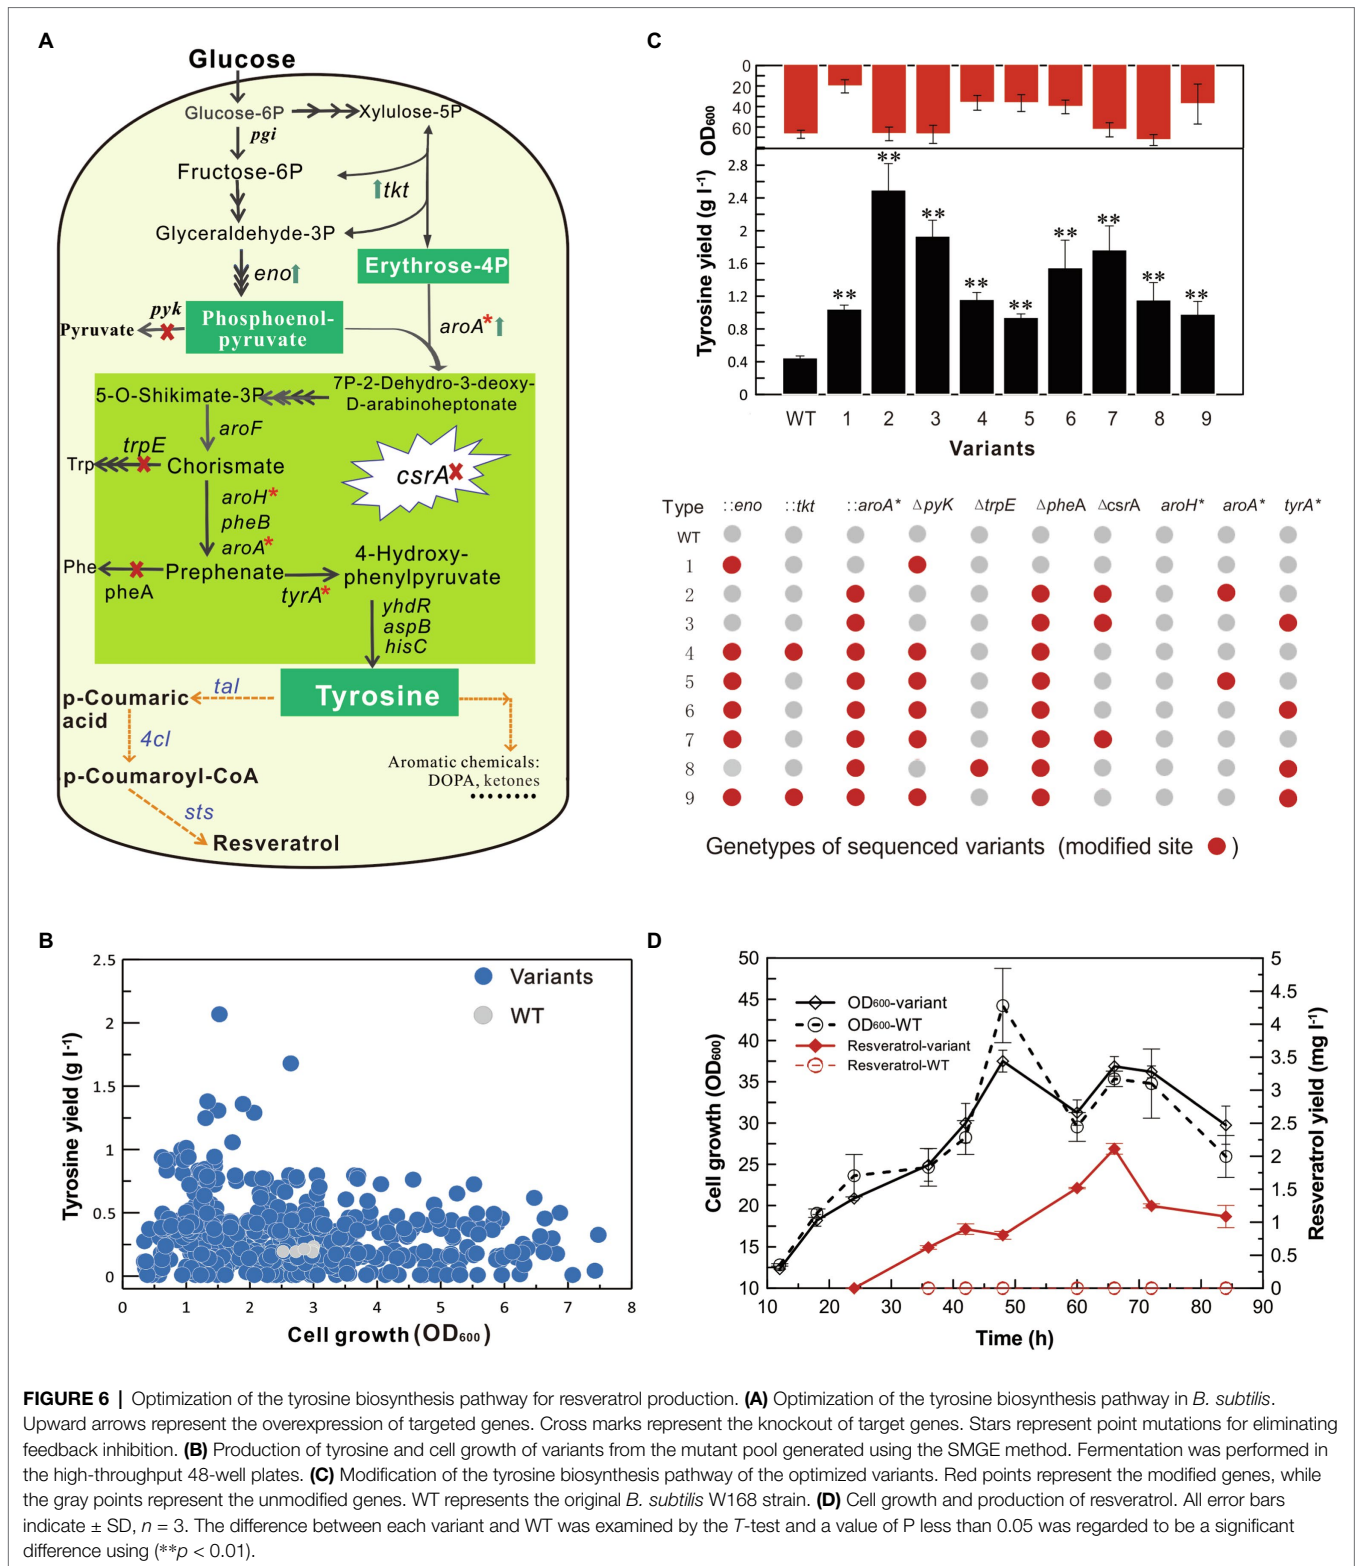 A
Glucose
Glucose-6P
Xylulose-5P
pgi
Fructose-6P
tkt
Glyceraldehyde-3P
eno
Erythrose-4P
pyk
Pyruvate
Phosphoenol-
pyruvate
aroA*
5-O-Shikimate-3P
7P-2-Dehydro-3-deoxy-
D-arabinoheptonate
aroF
trpE
Trp
Chorismate
csrA
aroH*
pheB
aroA*
Phe
Prephenate
4-Hydroxy-
phenylpyruvate
pheA
tyrA*
yhdR
aspB
hisC
Tyrosine
tal
p-Coumaric
acid
4cl
Aromatic chemicals:
DOPA, ketones
p-Coumaroyl-CoA
sts
Resveratrol
C
OD600
0
20
40
60
Tyrosine yield (g l-1)
2.8
2.4
2
1.6
1.2
0.8
0.4
0
** ** ** ** ** ** ** ** **
WT 1 2 3 4 5 6 7 8 9
Variants
Type ::eno ::tkt ::aroA* ΔpyK ΔtrpE ΔpheA ΔcsrA aroH* aroA* tyrA*
WT
1
2
3
4
5
6
7
8
9
Genetypes of sequenced variants (modified site )
B
Tyrosine yield (g l-1)
2.5
2
1.5
1
0.5
0
Variants
WT
0 1 2 3 4 5 6 7 8
Cell growth (OD600)
D
Cell growth (OD600)
50
45
40
35
30
25
20
15
10
OD600-variant
OD600-WT
Resveratrol-variant
Resveratrol-WT
5
4.5
4
3.5
3
2.5
2
1.5
1
0.5
0
Resveratrol yield (mg l-1)
10 20 30 40 50 60 70 80 90
Time (h)
FIGURE 6 | Optimization of the tyrosine biosynthesis pathway for resveratrol production. (A) Optimization of the tyrosine biosynthesis pathway in B. subtilis.
Upward arrows represent the overexpression of targeted genes. Cross marks represent the knockout of target genes. Stars represent point mutations for eliminating
feedback inhibition. (B) Production of tyrosine and cell growth of variants from the mutant pool generated using the SMGE method. Fermentation was performed in
the high-throughput 48-well plates. (C) Modification of the tyrosine biosynthesis pathway of the optimized variants. Red points represent the modified genes, while
the gray points represent the unmodified genes. WT represents the original B. subtilis W168 strain. (D) Cell growth and production of resveratrol. All error bars
indicate ± SD, n = 3. The difference between each variant and WT was examined by the T-test and a value of P less than 0.05 was regarded to be a significant
difference using (**p < 0.01).